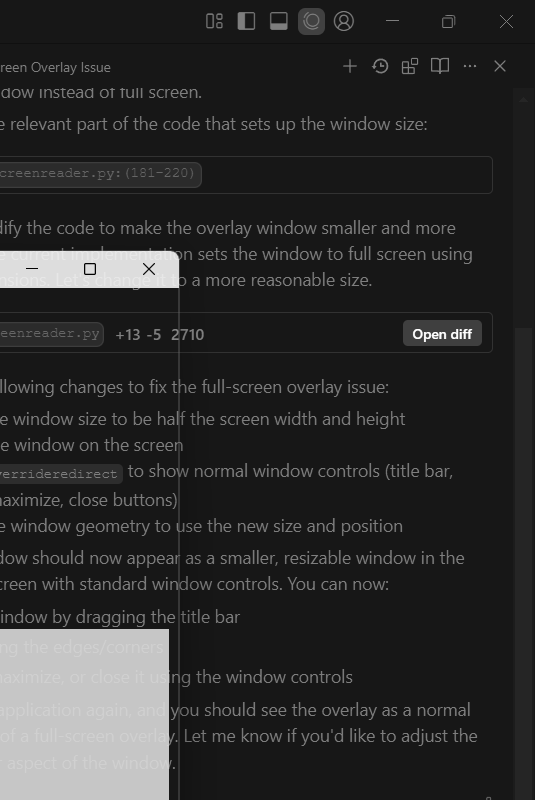 reen Overlay Issue
dow instead of full screen.
e relevant part of the code that sets up the window size:
creenreader.py: (181-220)
dify the code to make the overlay window smaller and more
e current implementation sets the window to full screen using
nsions. Let's change it to a more reasonable size.
eenreader.py +13 -5 2710 Open diff
llowing changes to fix the full-screen overlay issue:
e window size to be half the screen width and height
e window on the screen
verrideredirect to show normal window controls (title bar,
maximize, close buttons)
e window geometry to use the new size and position
dow should now appear as a smaller, resizable window in the
creen with standard window controls. You can now:
indow by dragging the title bar
ng the edges/corners
maximize, or close it using the window controls
application again, and you should see the overlay as a normal
of a full-screen overlay. Let me know if you'd like to adjust the
r aspect of the window.